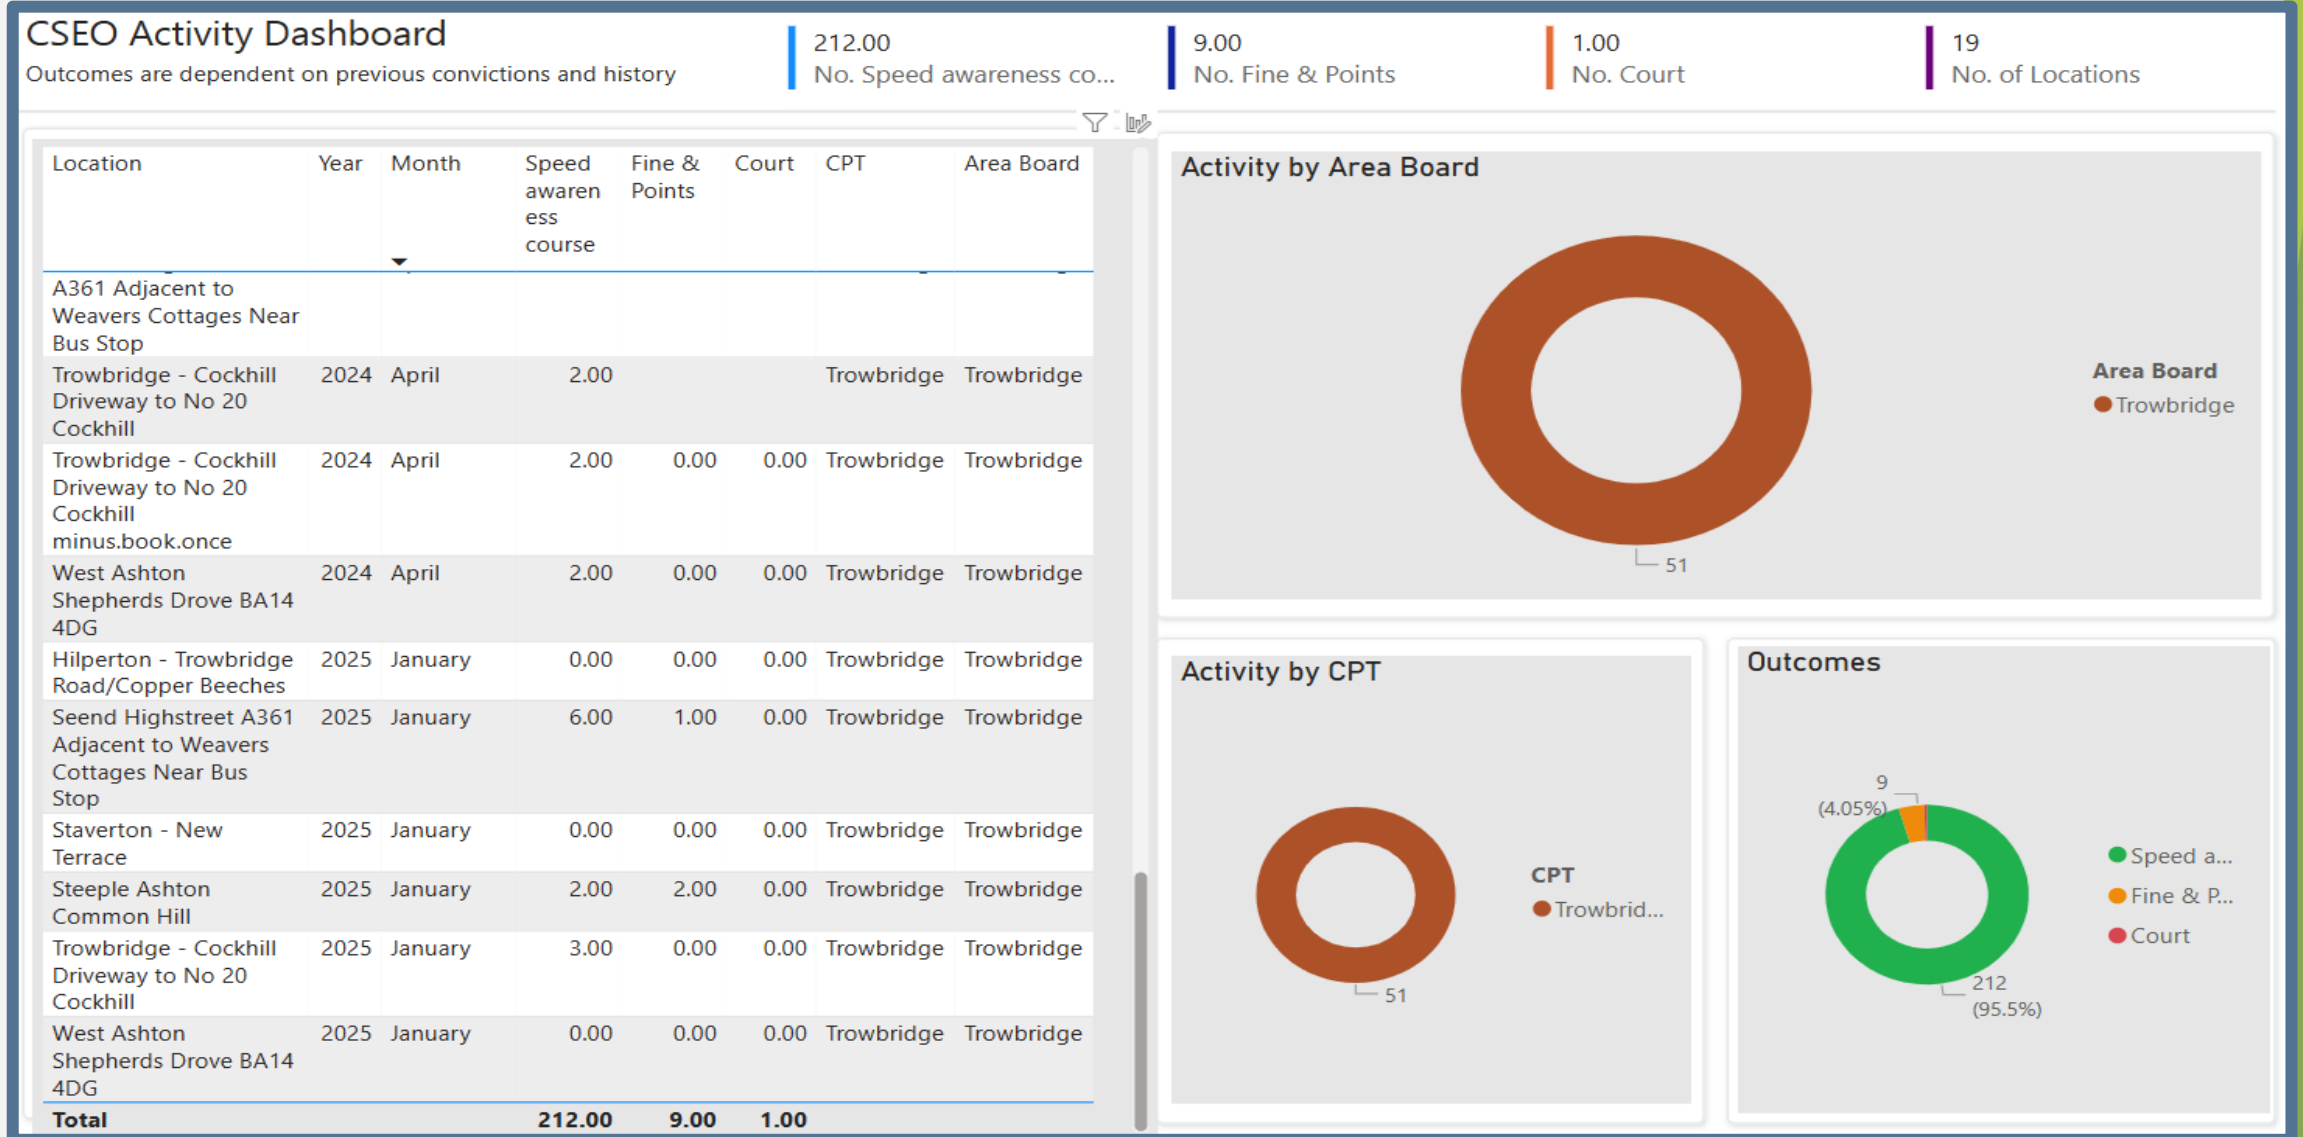 CSEO Activity Dashboard
Outcomes are dependent on previous convictions and history
212.00
No. Speed awareness co...
9.00
No. Fine & Points
1.00
No. Court
19
No. of Locations
Location Year Month Speed awaren ess course Fine & Points Court CPT Area Board
A361 Adjacent to
Weavers Cottages Near
Bus Stop
Trowbridge - Cockhill 2024 April 2.00 Trowbridge Trowbridge
Driveway to No 20
Cockhill
Trowbridge - Cockhill 2024 April 2.00 0.00 0.00 Trowbridge Trowbridge
Driveway to No 20
Cockhill
minus.book.once
West Ashton 2024 April 2.00 0.00 0.00 Trowbridge Trowbridge
Shepherds Drove BA14
4DG
Hilperton - Trowbridge 2025 January 0.00 0.00 0.00 Trowbridge Trowbridge
Road/Copper Beeches
Seend Highstreet A361 2025 January 6.00 1.00 0.00 Trowbridge Trowbridge
Adjacent to Weavers
Cottages Near Bus
Stop
Staverton - New 2025 January 0.00 0.00 0.00 Trowbridge Trowbridge
Terrace
Steeple Ashton 2025 January 2.00 2.00 0.00 Trowbridge Trowbridge
Common Hill
Trowbridge - Cockhill 2025 January 3.00 0.00 0.00 Trowbridge Trowbridge
Driveway to No 20
Cockhill
West Ashton 2025 January 0.00 0.00 0.00 Trowbridge Trowbridge
Shepherds Drove BA14
4DG
Total 212.00 9.00 1.00
Activity by Area Board
51
Area Board
Trowbridge
Activity by CPT
51
CPT
Trowbrid...
Outcomes
9
(4.05%)
212
(95.5%)
Speed a...
Fine & P...
Court